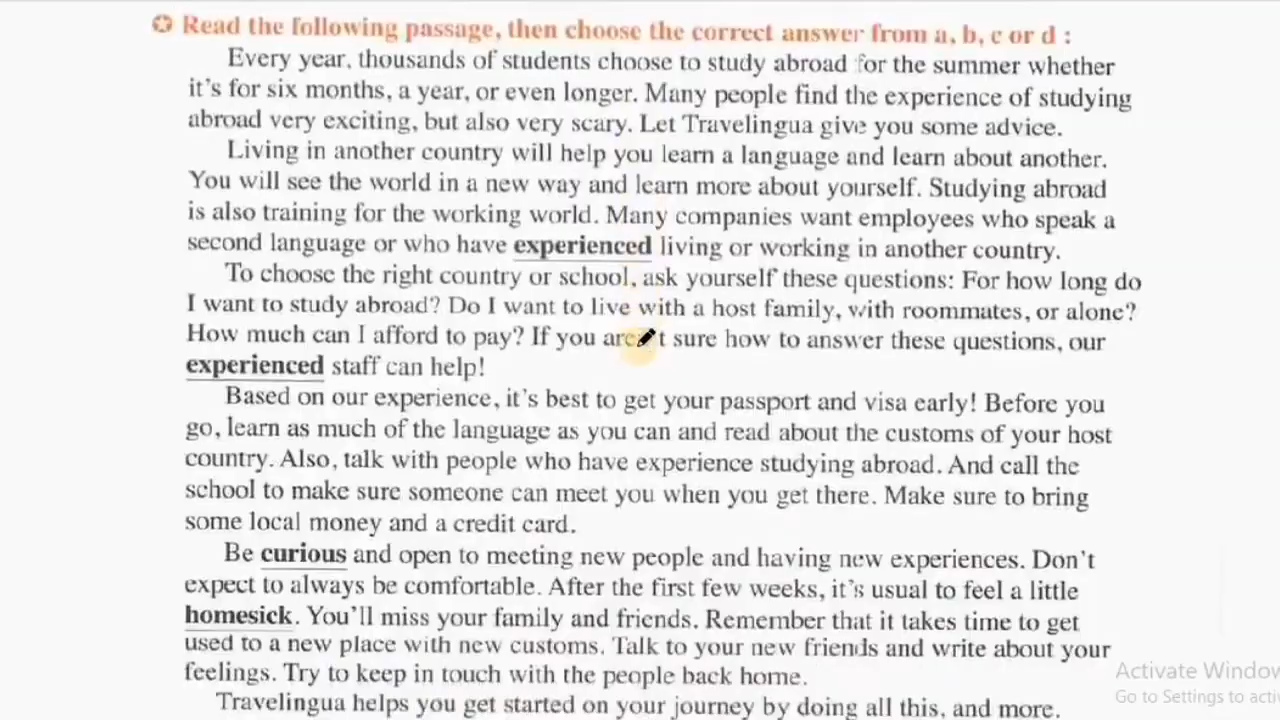 ✪ Read the following passage, then choose the correct answer from a, b, c or d :
Every year, thousands of students choose to study abroad for the summer whether
it's for six months, a year, or even longer. Many people find the experience of studying
abroad very exciting, but also very scary. Let Travelingua give you some advice.
Living in another country will help you learn a language and learn about another.
You will see the world in a new way and learn more about yourself. Studying abroad
is also training for the working world. Many companies want employees who speak a
second language or who have experienced living or working in another country.
To choose the right country or school, ask yourself these questions: For how long do
I want to study abroad? Do I want to live with a host family, with roommates, or alone?
How much can I afford to pay? If you aren't sure how to answer these questions, our
experienced staff can help!
Based on our experience, it's best to get your passport and visa early! Before you
go, learn as much of the language as you can and read about the customs of your host
country. Also, talk with people who have experience studying abroad. And call the
school to make sure someone can meet you when you get there. Make sure to bring
some local money and a credit card.
Be curious and open to meeting new people and having new experiences. Don't
expect to always be comfortable. After the first few weeks, it's usual to feel a little
homesick. You'll miss your family and friends. Remember that it takes time to get
used to a new place with new customs. Talk to your new friends and write about your
feelings. Try to keep in touch with the people back home.
Travelingua helps you get started on your journey by doing all this, and more.
Activate Window
Go to Settings to acti